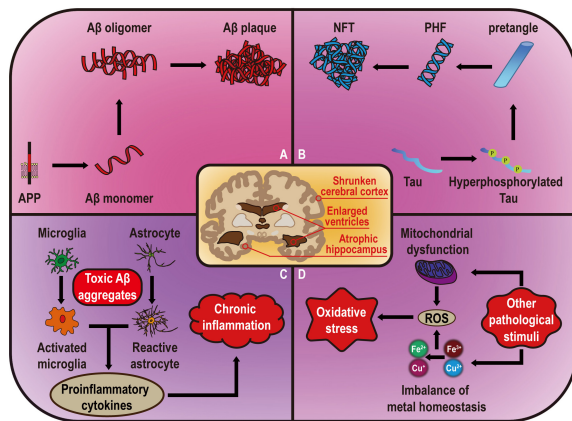 Aβ oligomer
Aβ plaque
APP
Aβ monomer
A
NFT
PHF
pretangle
P
P
P
Tau
Hyperphosphorylated
Tau
B
Shrunken
cerebral cortex
Enlarged
ventricles
Atrophic
hippocampus
Microglia
Astrocyte
C
Toxic Aβ
aggregates
Chronic
inflammation
Activated
microglia
Reactive
astrocyte
Proinflammatory
cytokines
D
Mitochondrial
dysfunction
Oxidative
stress
ROS
Other
pathological
stimuli
Fe²⁺
Fe³⁺
Cu⁺
Cu²⁺
Imbalance of
metal homeostasis